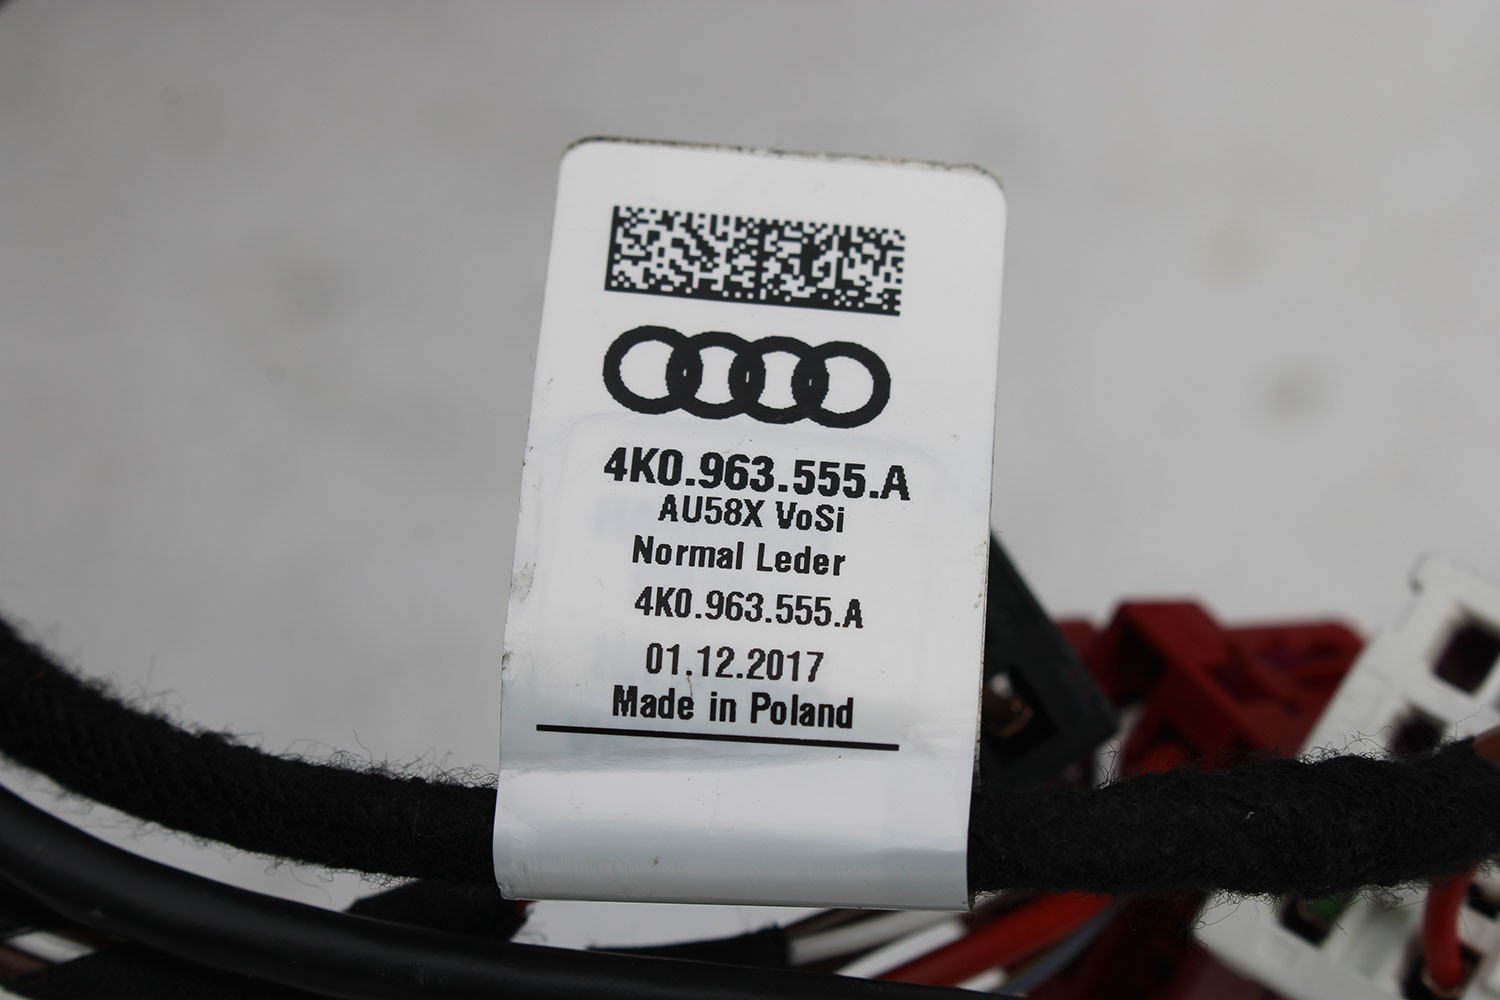 4K0.963.555.A
AU58X VoSi
Normal Leder
4K0.963.555.A
01.12.2017
Made in Poland